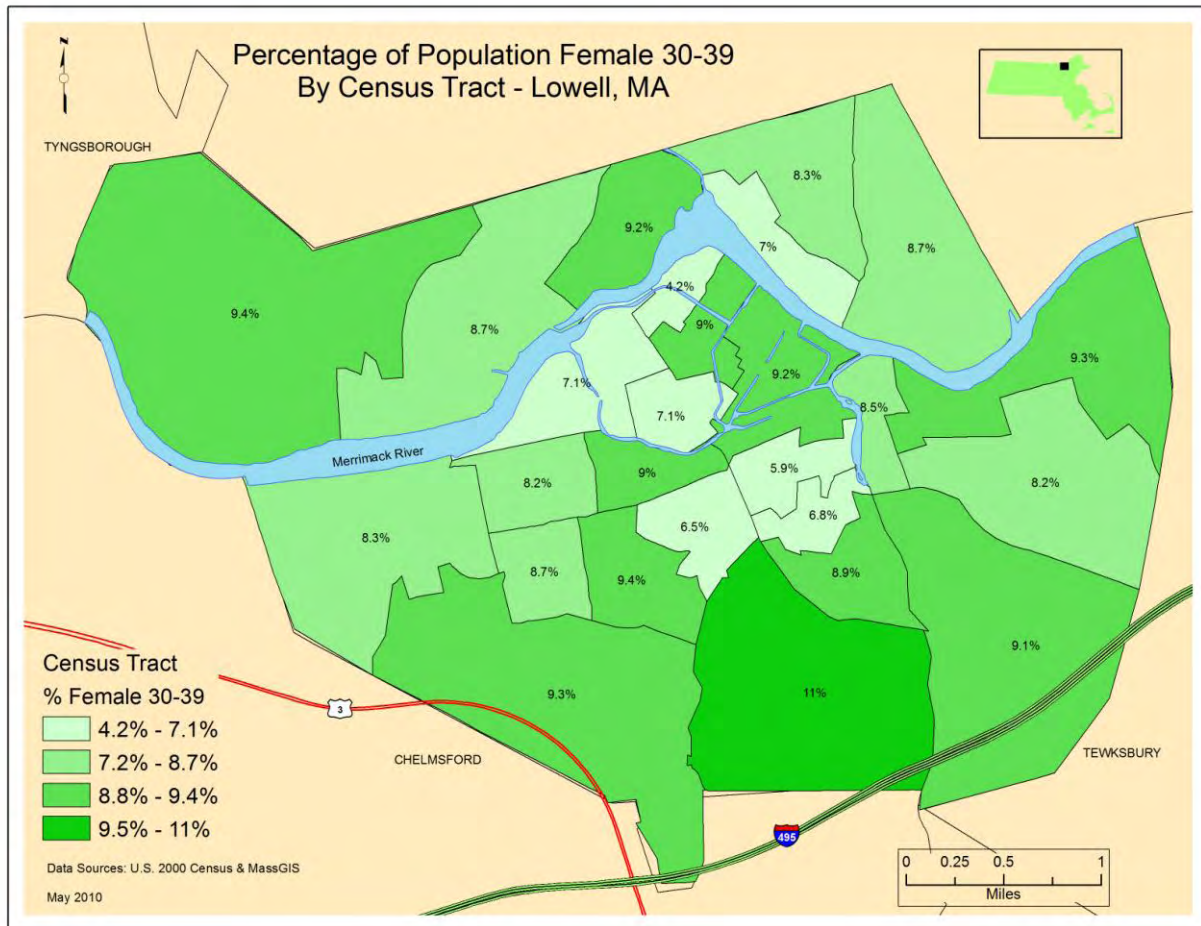 Percentage of Population Female 30-39
By Census Tract - Lowell, MA
N
TYNGSBOROUGH
8.3%
9.2%
7%
8.7%
4.2%
9.4%
8.7%
9%
9.3%
9.2%
7.1%
7.1%
8.5%
Merrimack River
5.9%
9%
8.2%
8.2%
6.8%
6.5%
8.3%
8.7%
9.4%
8.9%
9.1%
Census Tract
% Female 30-39
9.3%
11%
3
4.2% - 7.1%
7.2% - 8.7%
8.8% - 9.4%
9.5% - 11%
CHELMSFORD
TEWKSBURY
495
Data Sources: U.S. 2000 Census & MassGIS
May 2010
0 0.25 0.5 1
Miles